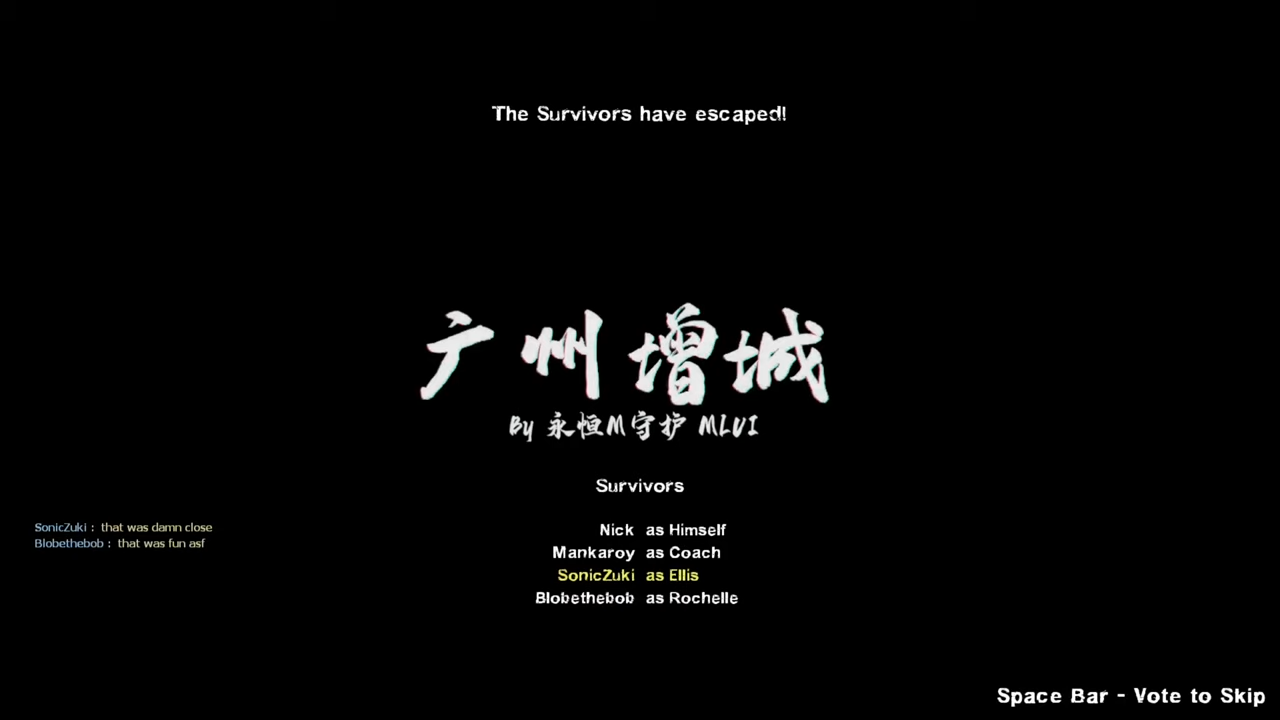 The Survivors have escaped!
广州增城
By 永恒M守护 MLVI
Survivors
Nick as Himself
Mankaroy as Coach
SonicZuki as Ellis
Blobethebob as Rochelle
SonicZuki : that was damn close
Blobethebob : that was fun asf
Space Bar - Vote to Skip